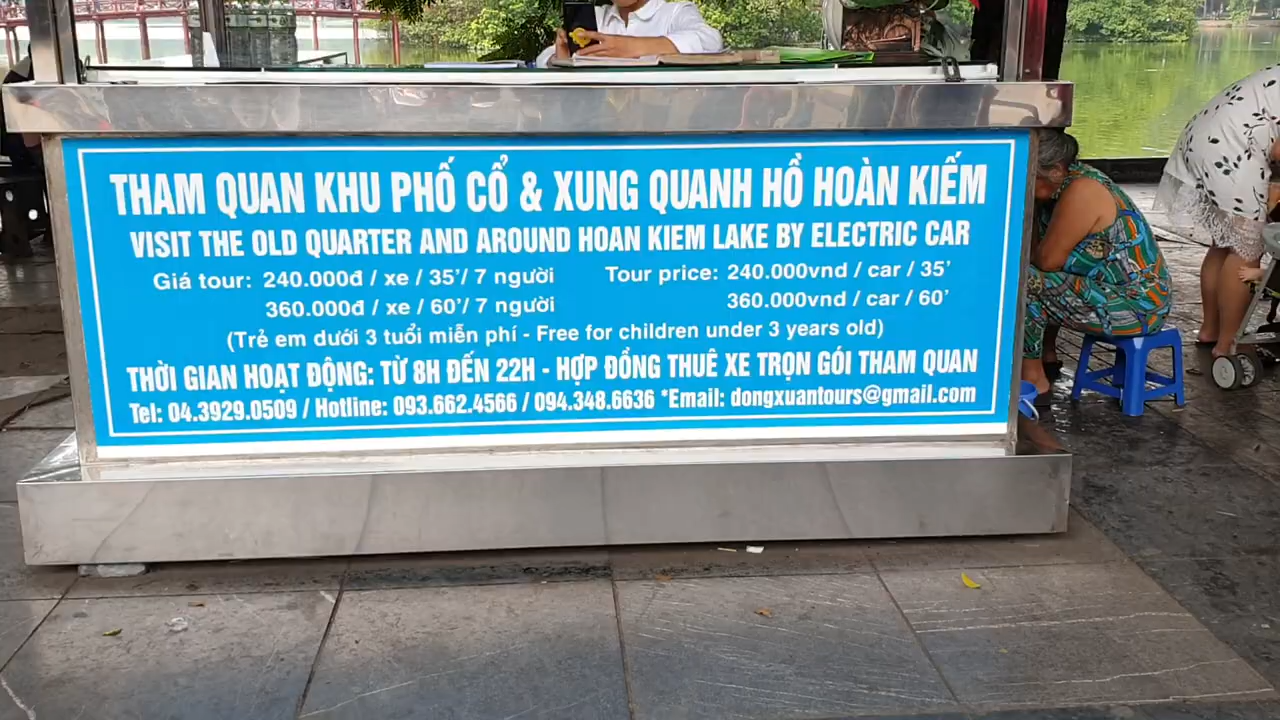 THAM QUAN KHU PHỐ CỔ & XUNG QUANH HỒ HOÀN KIẾM
VISIT THE OLD QUARTER AND AROUND HOAN KIEM LAKE BY ELECTRIC CAR
Giá tour: 240.000đ / xe / 35'/ 7 người Tour price: 240.000vnd / car / 35'
360.000đ / xe / 60'/ 7 người 360.000vnd / car / 60'
(Trẻ em dưới 3 tuổi miễn phí - Free for children under 3 years old)
THỜI GIAN HOẠT ĐỘNG: TỪ 8H ĐẾN 22H - HỢP ĐỒNG THUÊ XE TRỌN GÓI THAM QUAN
Tel: 04.3929.0509 / Hotline: 093.662.4566 / 094.348.6636 *Email: dongxuantours@gmail.com